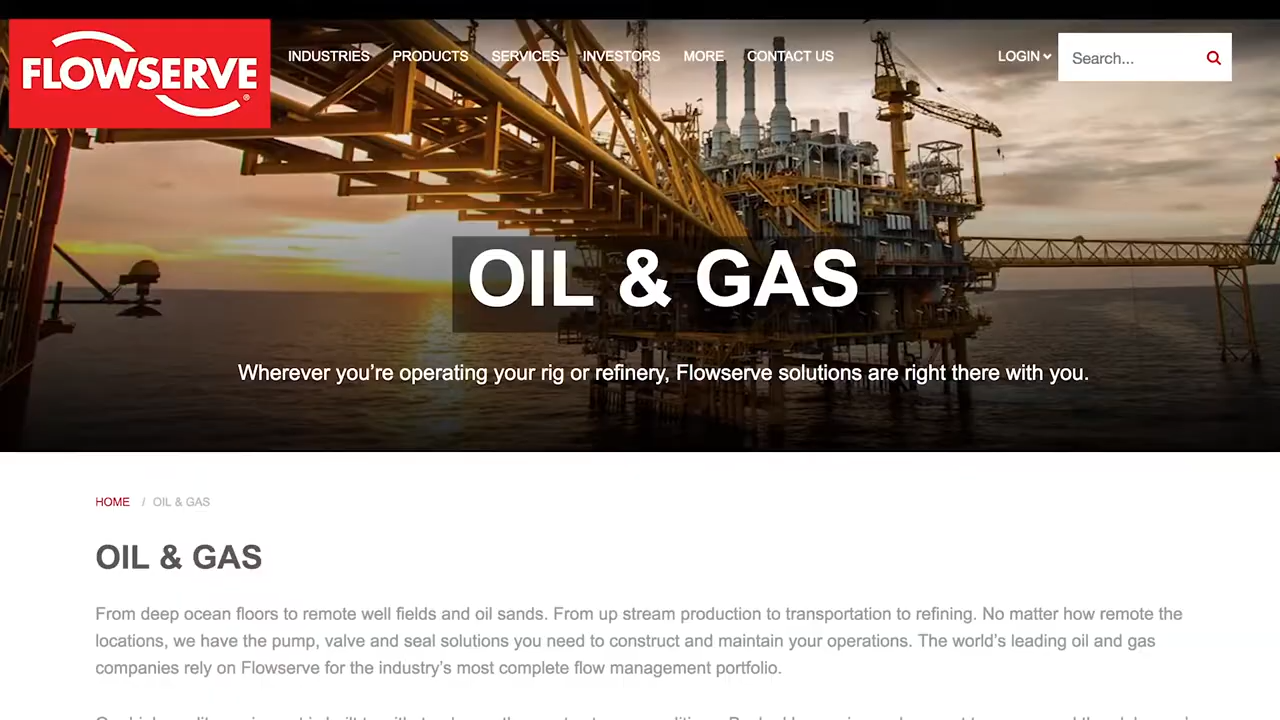 FLOWSERVE
INDUSTRIES PRODUCTS SERVICES INVESTORS MORE CONTACT US LOGIN Search...
OIL & GAS
Wherever you’re operating your rig or refinery, Flowserve solutions are right there with you.
HOME / OIL & GAS
OIL & GAS
From deep ocean floors to remote well fields and oil sands. From up stream production to transportation to refining. No matter how remote the
locations, we have the pump, valve and seal solutions you need to construct and maintain your operations. The world’s leading oil and gas
companies rely on Flowserve for the industry’s most complete flow management portfolio.